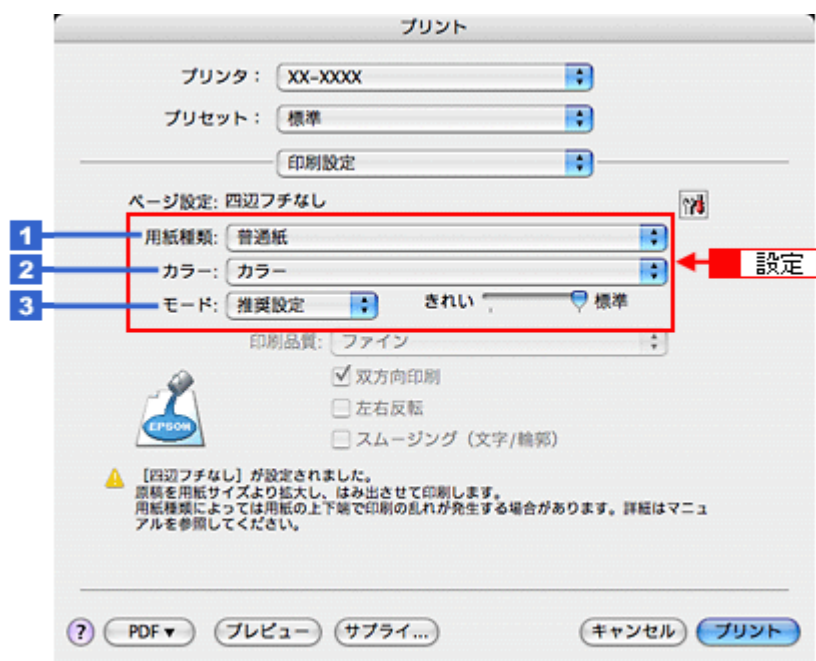 プリント
プリンタ： XX-XXXX
プリセット： 標準
印刷設定
ページ設定: 四辺フチなし
1 用紙種類: 普通紙
設定
2 カラー: カラー
3 モード: 推奨設定 きれい 標準
印刷品質: ファイン
双方向印刷
左右反転
EPSON
スムージング（文字/輪郭）
［四辺フチなし］が設定されました。
原稿を用紙サイズより拡大し、はみ出させて印刷します。
用紙種類によっては用紙の上下端で印刷の乱れが発生する場合があります。詳細はマニュ
アルを参照してください。
? PDF▼ プレビュー サプライ... キャンセル プリント